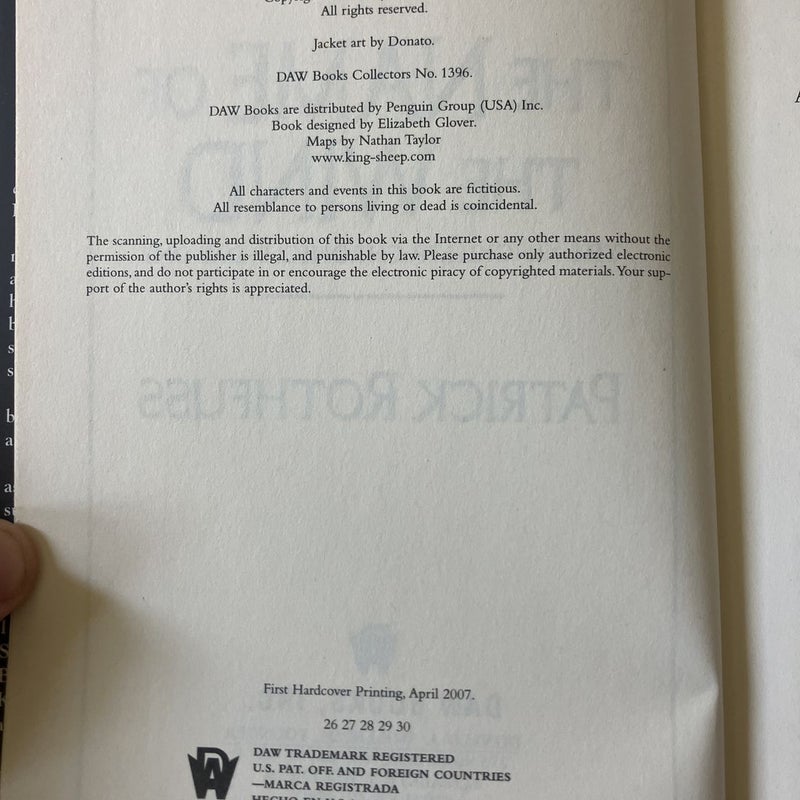 All rights reserved.
Jacket art by Donato.
DAW Books Collectors No. 1396.
DAW Books are distributed by Penguin Group (USA) Inc.
Book designed by Elizabeth Glover.
Maps by Nathan Taylor
www.king-sheep.com
All characters and events in this book are fictitious.
All resemblance to persons living or dead is coincidental.
The scanning, uploading and distribution of this book via the Internet or any other means without the
permission of the publisher is illegal, and punishable by law. Please purchase only authorized electronic
editions, and do not participate in or encourage the electronic piracy of copyrighted materials. Your sup-
port of the author's rights is appreciated.
PATRICK ROTHFUSS
First Hardcover Printing, April 2007.
26 27 28 29 30
DAW
DAW TRADEMARK REGISTERED
U.S. PAT. OFF. AND FOREIGN COUNTRIES
—MARCA REGISTRADA